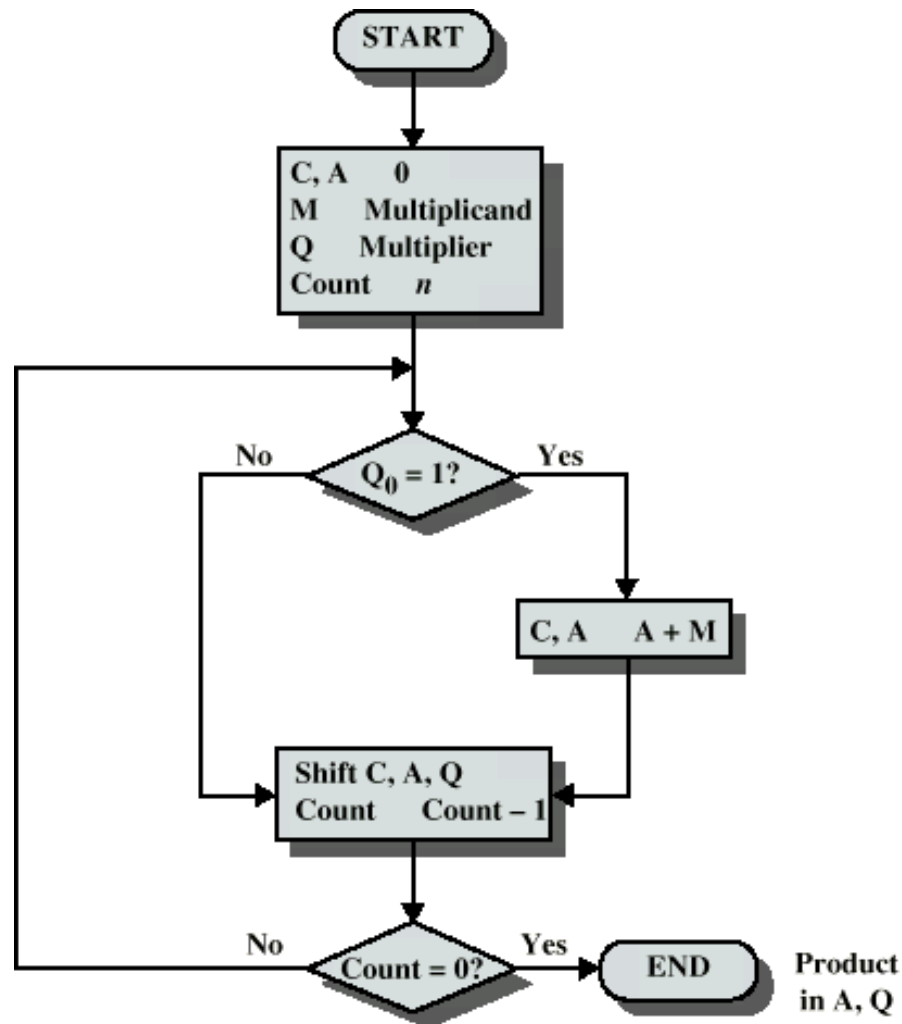 START
C, A 0
M Multiplicand
Q Multiplier
Count n
No
Yes
Q0 = 1?
C, A A + M
Shift C, A, Q
Count Count – 1
No
Yes
Count = 0?
END
Product
in A, Q